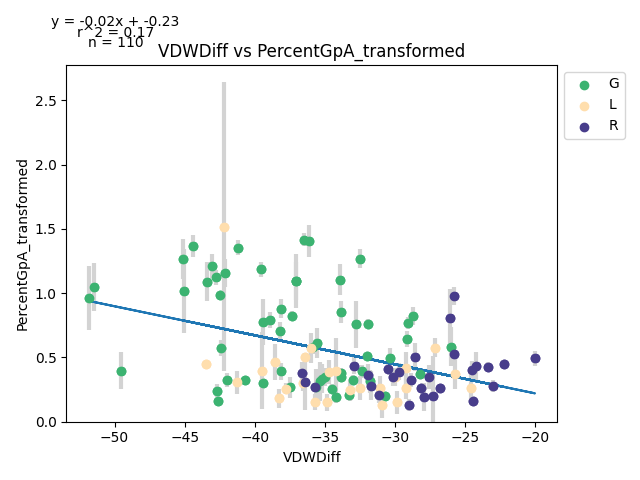 y = -0.02x + -0.23
r^2 = 0.17
n = 110
VDWDiff vs PercentGpA_transformed
G
L
R
PercentGpA_transformed
2.5
2.0
1.5
1.0
0.5
0.0
−50
−45
−40
−35
−30
−25
−20
VDWDiff